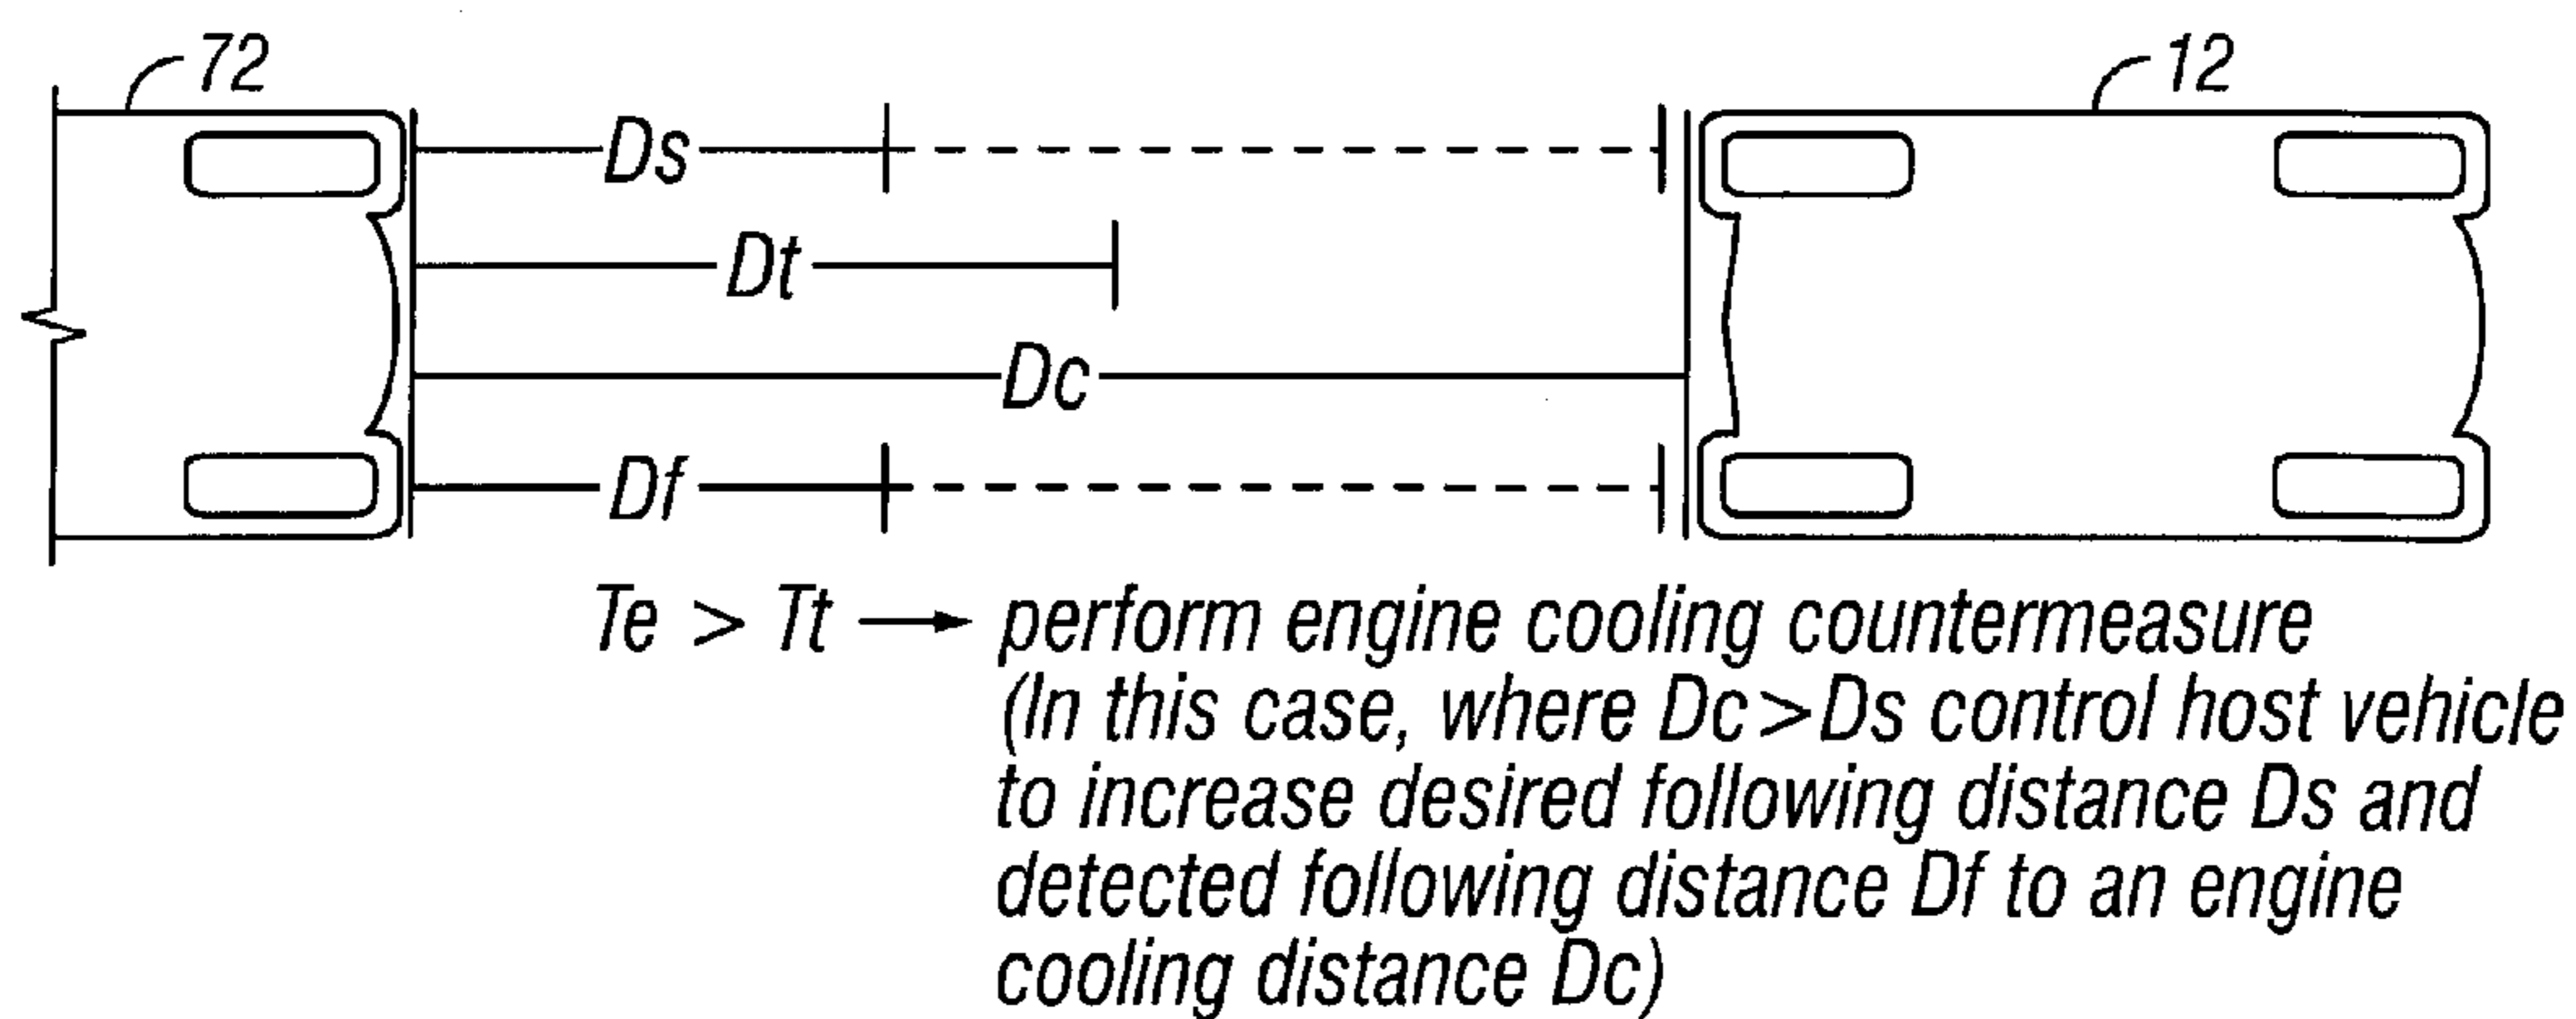 72
12
Ds
Dt
Dc
Df
Te > Tt → perform engine cooling countermeasure
(In this case, where Dc>Ds control host vehicle
to increase desired following distance Ds and
detected following distance Df to an engine
cooling distance Dc)